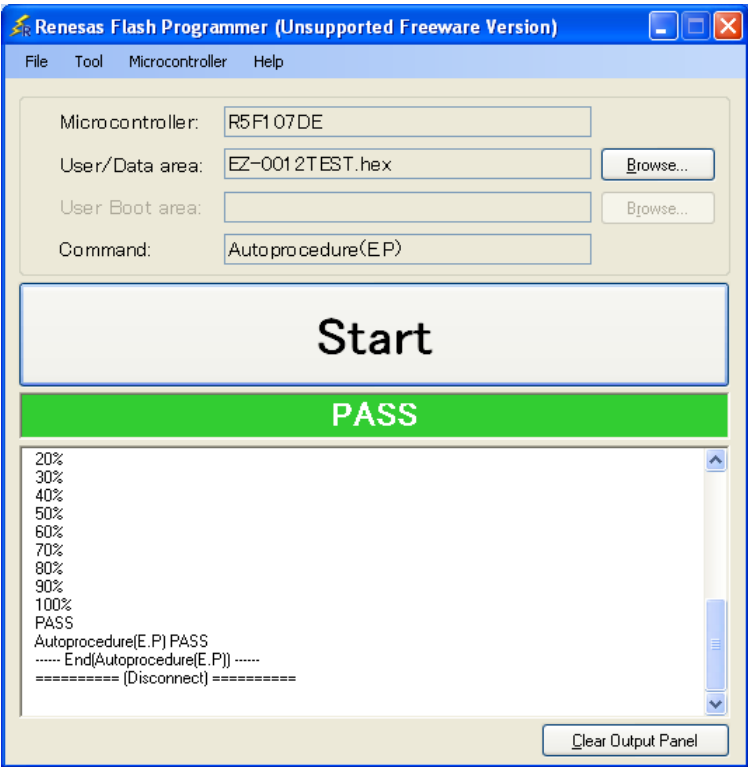 Renesas Flash Programmer (Unsupported Freeware Version)
File Tool Microcontroller Help
Microcontroller: R5F107DE
User/Data area: EZ-0012TEST.hex Browse...
User Boot area: Browse...
Command: Autoprocedure(EP)
Start
PASS
20%
30%
40%
50%
60%
70%
80%
90%
100%
PASS
Autoprocedure(E.P) PASS
------ End(Autoprocedure(E.P)) ------
========== (Disconnect) ==========
Clear Output Panel